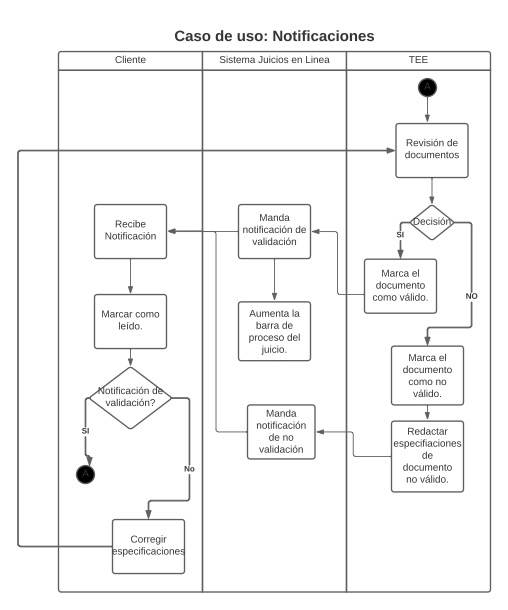 Caso de uso: Notificaciones
Cliente
Sistema Juicios en Linea
TEE
A
Revisión de
documentos
Decisión
SI
NO
Recibe
Notificación
Manda
notificación de
validación
Marca el
documento
como válido.
Marcar como
leído.
Aumenta la
barra de
proceso del
juicio.
Marca el
documento
como no
válido.
Notificación de
validación?
SI
No
A
Manda
notificación
de no
validación
Redactar
especifiaciones
de
documento
no válido.
Corregir
especificaciones